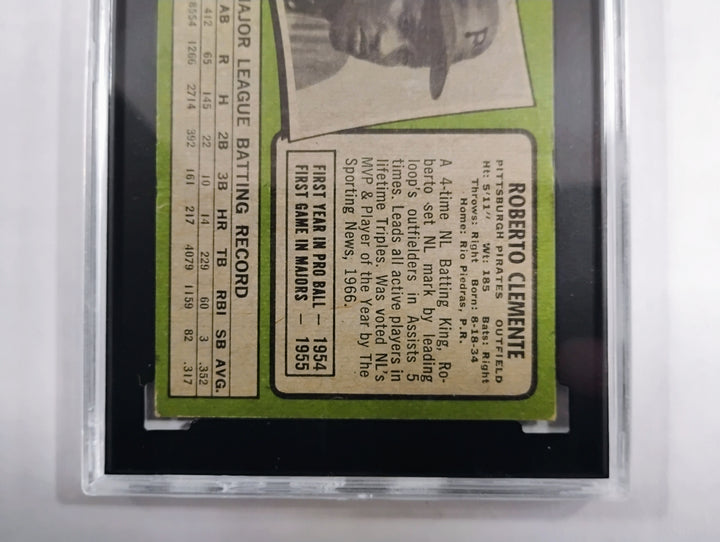 ROBERTO CLEMENTE
PITTSBURGH PIRATES OUTFIELD
Ht: 5'11" Wt: 185 Bats: Right
Throws: Right Born: 8-18-34
Home: Rio Piedras, P.R.
A 4-time NL Batting King, Ro-
berto set NL mark by leading
loop's outfielders in Assists 5
times. Leads all active players in
lifetime Triples. Was voted NL's
MVP & Player of the Year by The
Sporting News, 1966.
FIRST YEAR IN PRO BALL — 1954
FIRST GAME IN MAJORS — 1955
P
MAJOR LEAGUE BATTING RECORD
AB R H 2B 3B HR TB RBI SB AVG.
412 65 145 22 10 14 229 60 3 .352
8554 1266 2714 392 161 217 4079 1159 82 .317